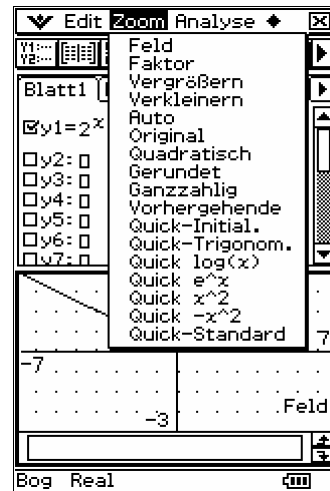 Edit Zoom Analyse
Feld
Faktor
Vergrößern
Verkleinern
Auto
Original
Quadratisch
Gerundet
Ganzzahlig
Vorhergehende
Quick-Initial.
Quick-Trigonom.
Quick log(x)
Quick e^x
Quick x^2
Quick -x^2
Quick-Standard
Blatt1
y1=2^x
y2:
y3:
y4:
y5:
y6:
y7:
7
-7
-3
Feld
Bog Real